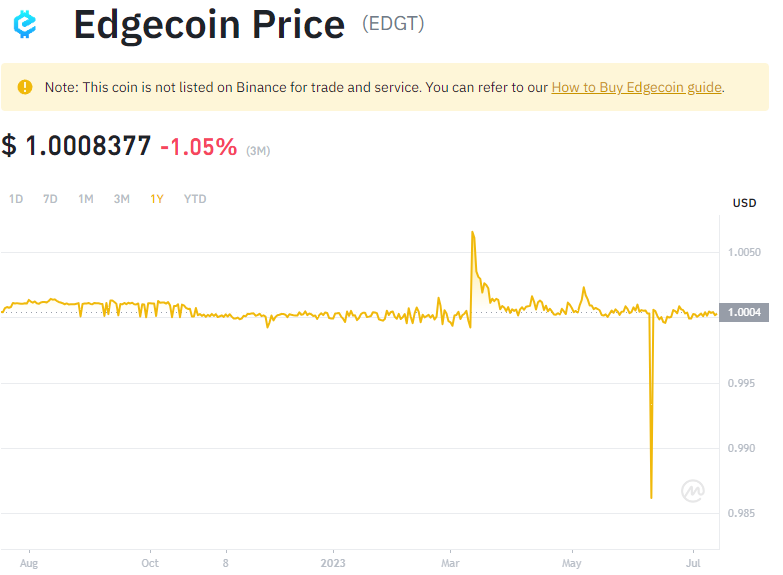 Edgecoin Price (EDGT)
Note: This coin is not listed on Binance for trade and service. You can refer to our How to Buy Edgecoin guide.
$ 1.0008377 -1.05% (3M)
1D 7D 1M 3M 1Y YTD
USD
1.0050
1.0004
0.995
0.990
0.985
Aug Oct 8 2023 Mar May Jul